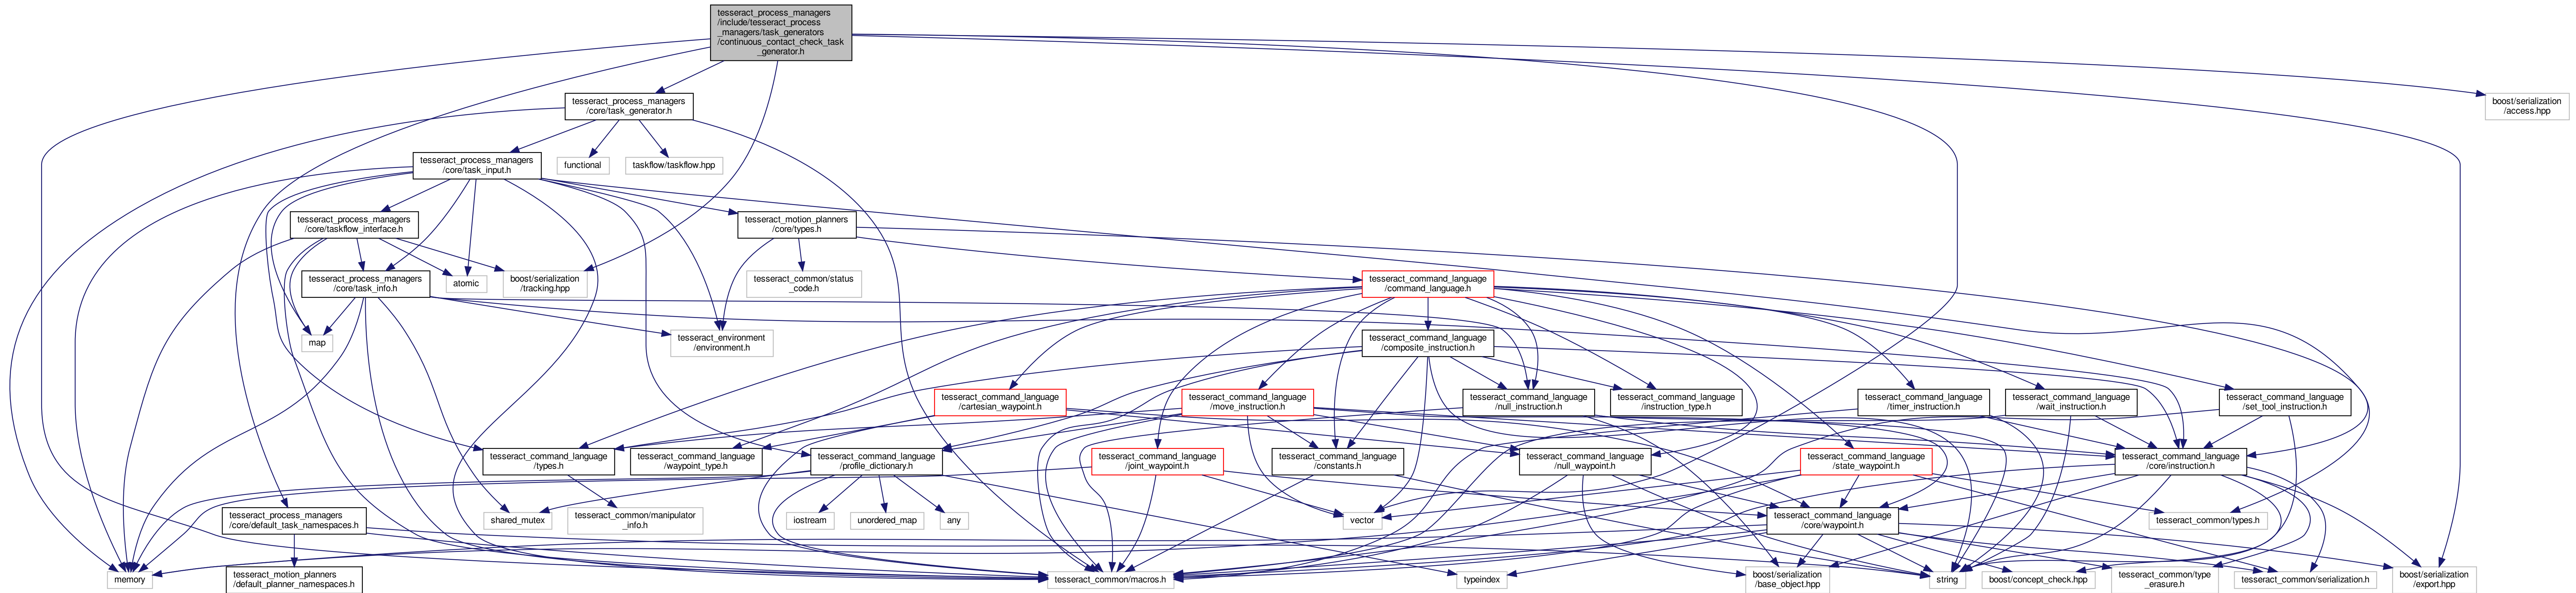 tesseract_process_managers
/include/tesseract_process
_managers/task_generators
/continuous_contact_check_task
_generator.h
tesseract_process_managers
/core/task_generator.h
boost/serialization
/access.hpp
tesseract_process_managers
/core/task_input.h
functional
taskflow/taskflow.hpp
tesseract_process_managers
/core/taskflow_interface.h
tesseract_motion_planners
/core/types.h
tesseract_process_managers
/core/task_info.h
atomic
boost/serialization
/tracking.hpp
tesseract_common/status
_code.h
tesseract_command_language
/command_language.h
map
tesseract_environment
/environment.h
tesseract_command_language
/composite_instruction.h
tesseract_command_language
/cartesian_waypoint.h
tesseract_command_language
/move_instruction.h
tesseract_command_language
/null_instruction.h
tesseract_command_language
/instruction_type.h
tesseract_command_language
/timer_instruction.h
tesseract_command_language
/wait_instruction.h
tesseract_command_language
/set_tool_instruction.h
tesseract_command_language
/types.h
tesseract_command_language
/waypoint_type.h
tesseract_command_language
/profile_dictionary.h
tesseract_command_language
/joint_waypoint.h
tesseract_command_language
/constants.h
tesseract_command_language
/null_waypoint.h
tesseract_command_language
/state_waypoint.h
tesseract_command_language
/core/instruction.h
tesseract_process_managers
/core/default_task_namespaces.h
shared_mutex
tesseract_common/manipulator
_info.h
iostream
unordered_map
any
vector
tesseract_command_language
/core/waypoint.h
tesseract_common/types.h
memory
tesseract_motion_planners
/default_planner_namespaces.h
tesseract_common/macros.h
typeindex
boost/serialization
/base_object.hpp
string
boost/concept_check.hpp
tesseract_common/type
_erasure.h
tesseract_common/serialization.h
boost/serialization
/export.hpp